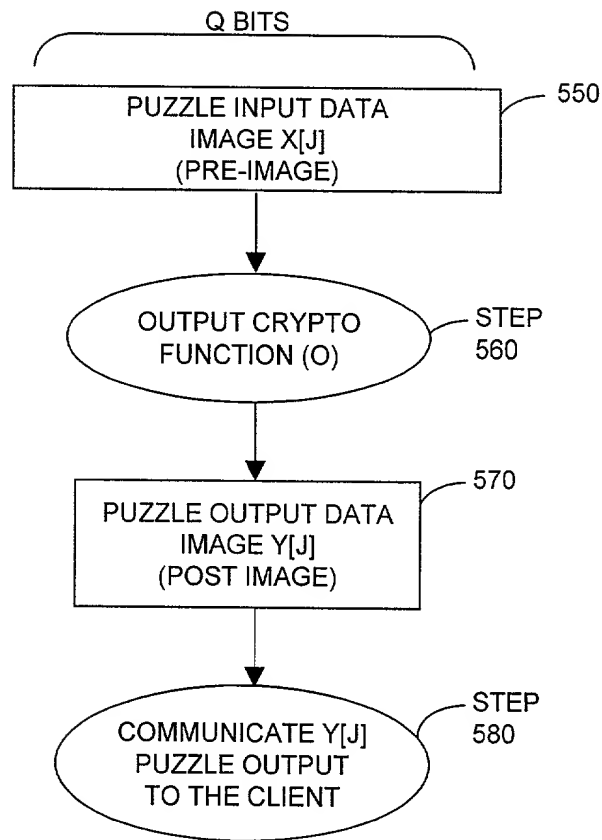 Q BITS
PUZZLE INPUT DATA
IMAGE X[J]
(PRE-IMAGE)
550
OUTPUT CRYPTO
FUNCTION (O)
STEP
560
PUZZLE OUTPUT DATA
IMAGE Y[J]
(POST IMAGE)
570
COMMUNICATE Y[J]
PUZZLE OUTPUT
TO THE CLIENT
STEP
580